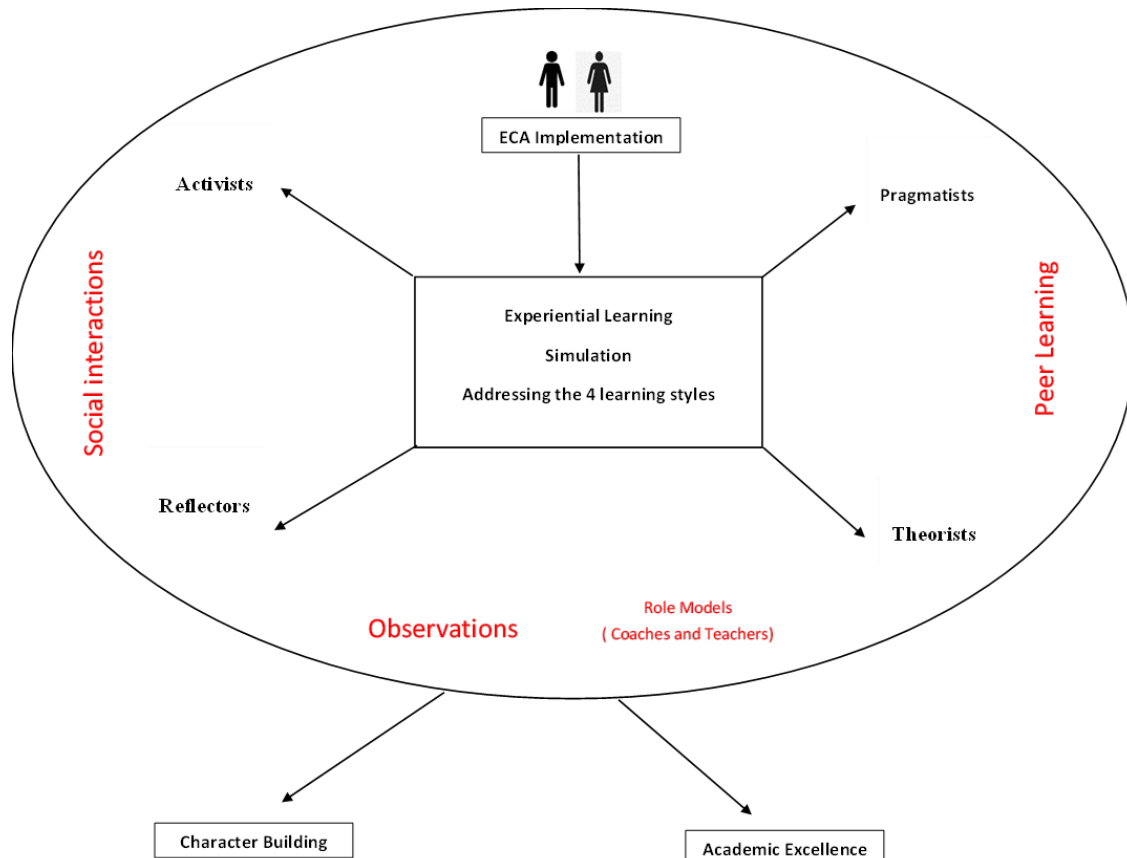 ECA Implementation
Activists
Pragmatists
Social interactions
Peer Learning
Experiential Learning
Simulation
Addressing the 4 learning styles
Reflectors
Theorists
Observations
Role Models
( Coaches and Teachers)
Character Building
Academic Excellence